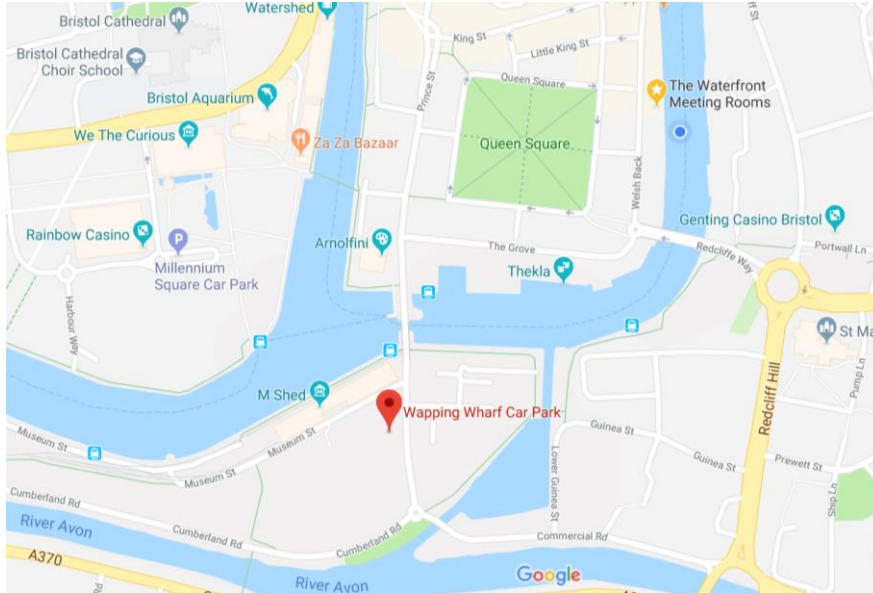 Watershed
Bristol Cathedral
Bristol Cathedral
Choir School
King St
Little King St
Prince St
Queen Square
The Waterfront
Meeting Rooms
Bristol Aquarium
We The Curious
Za Za Bazaar
Queen Square
Welsh Back
Genting Casino Bristol
Rainbow Casino
P
Millennium
Square Car Park
Arnolfini
The Grove
Thekla
Redcliffe Way
Portwall Ln
Harbour Way
St Ma
Pump Ln
Redcliff Hill
M Shed
Wapping Wharf Car Park
Museum St
Museum St
Museum St
Guinea St
Guinea St
Lower Guinea St
Prewett St
Ship Ln
Cumberland Rd
Cumberland Rd
Cumberland Rd
Commercial Rd
River Avon
A370
River Avon
Google